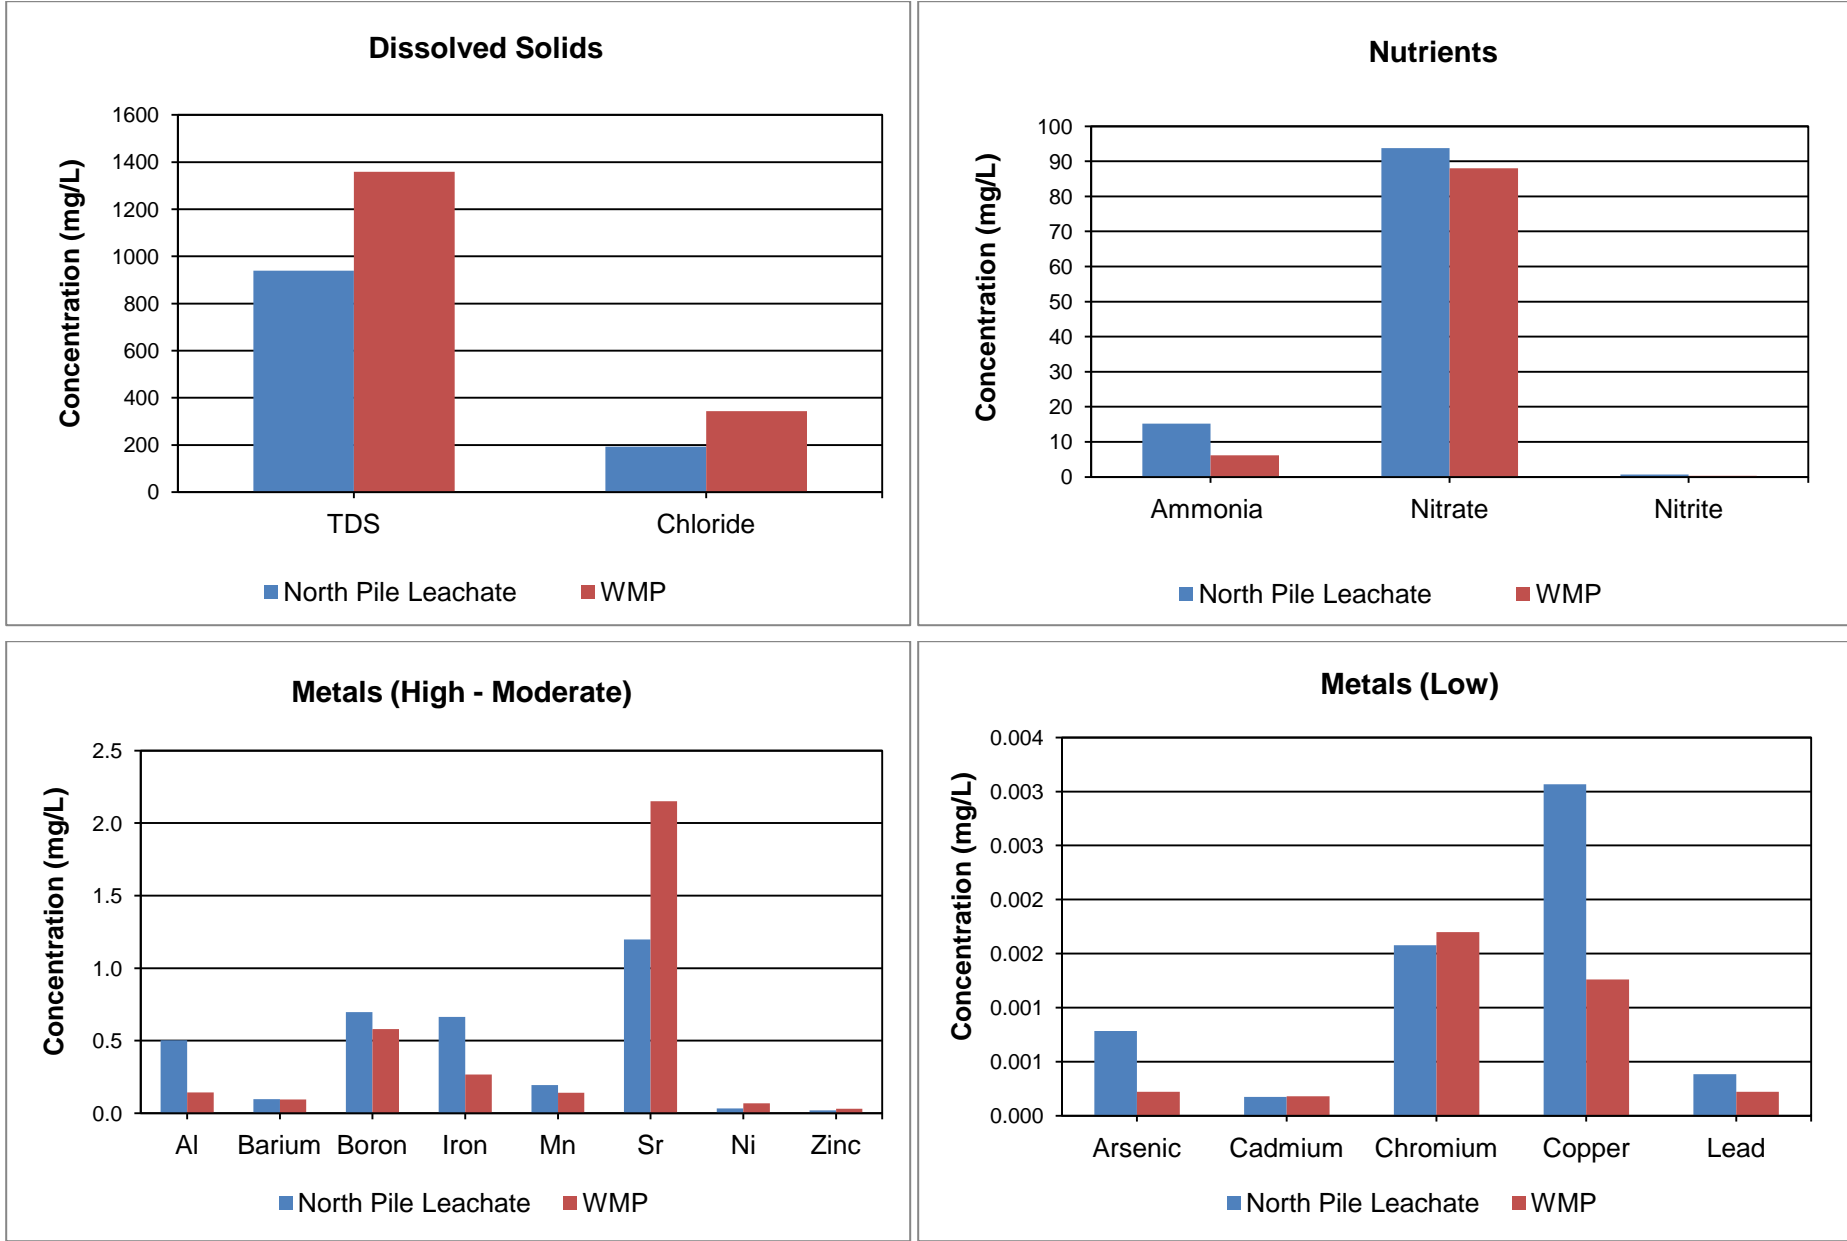 Dissolved Solids
Concentration (mg/L)
1600
1400
1200
1000
800
600
400
200
0
TDS Chloride
North Pile Leachate WMP
Nutrients
Concentration (mg/L)
100
90
80
70
60
50
40
30
20
10
0
Ammonia Nitrate Nitrite
North Pile Leachate WMP
Metals (High - Moderate)
Concentration (mg/L)
2.5
2.0
1.5
1.0
0.5
0.0
Al Barium Boron Iron Mn Sr Ni Zinc
North Pile Leachate WMP
Metals (Low)
Concentration (mg/L)
0.004
0.003
0.003
0.002
0.002
0.001
0.001
0.000
Arsenic Cadmium Chromium Copper Lead
North Pile Leachate WMP